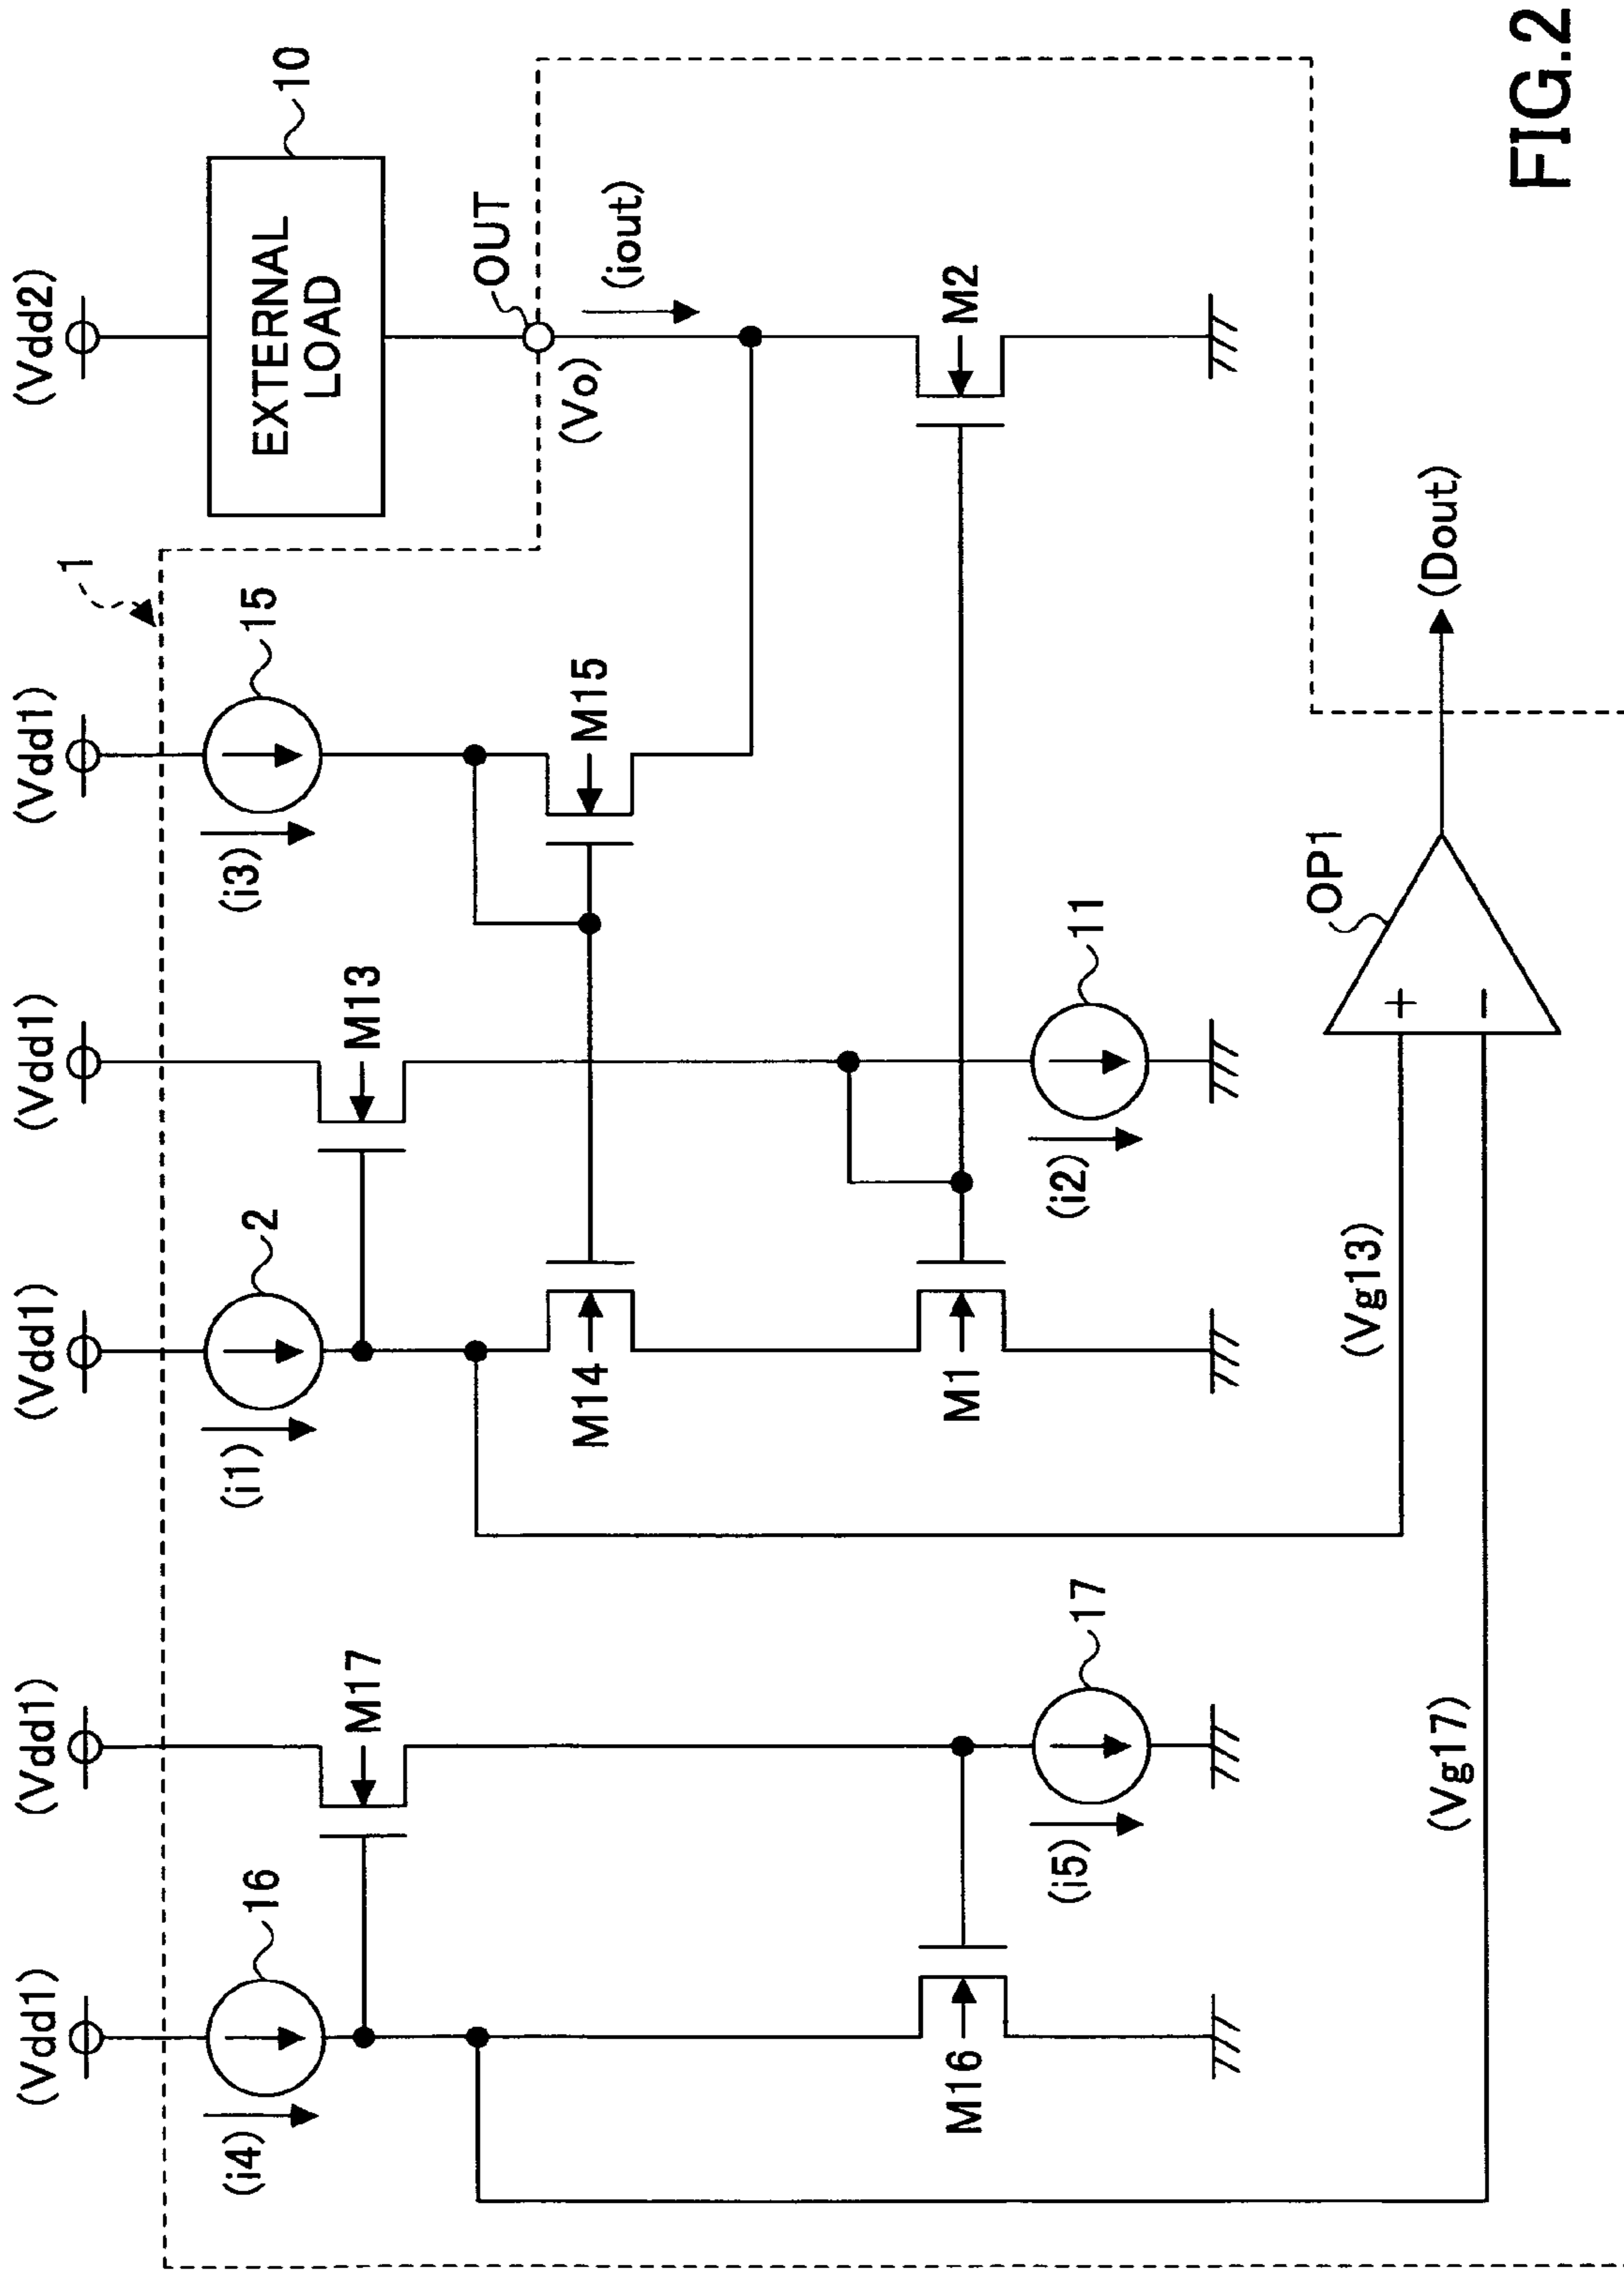 (Vdd1)
(Vdd1)
(Vdd1)
(Vdd1)
(Vdd1)
(Vdd2)
1
16
(i4)
M17
2
(i1)
M13
15
(i3)
EXTERNAL
LOAD
10
OUT
(Vo)
(iout)
M14
M15
M16
17
(i5)
M1
11
(i2)
M2
(Vg13)
(Vg17)
OP1
+
−
(Dout)
FIG.2